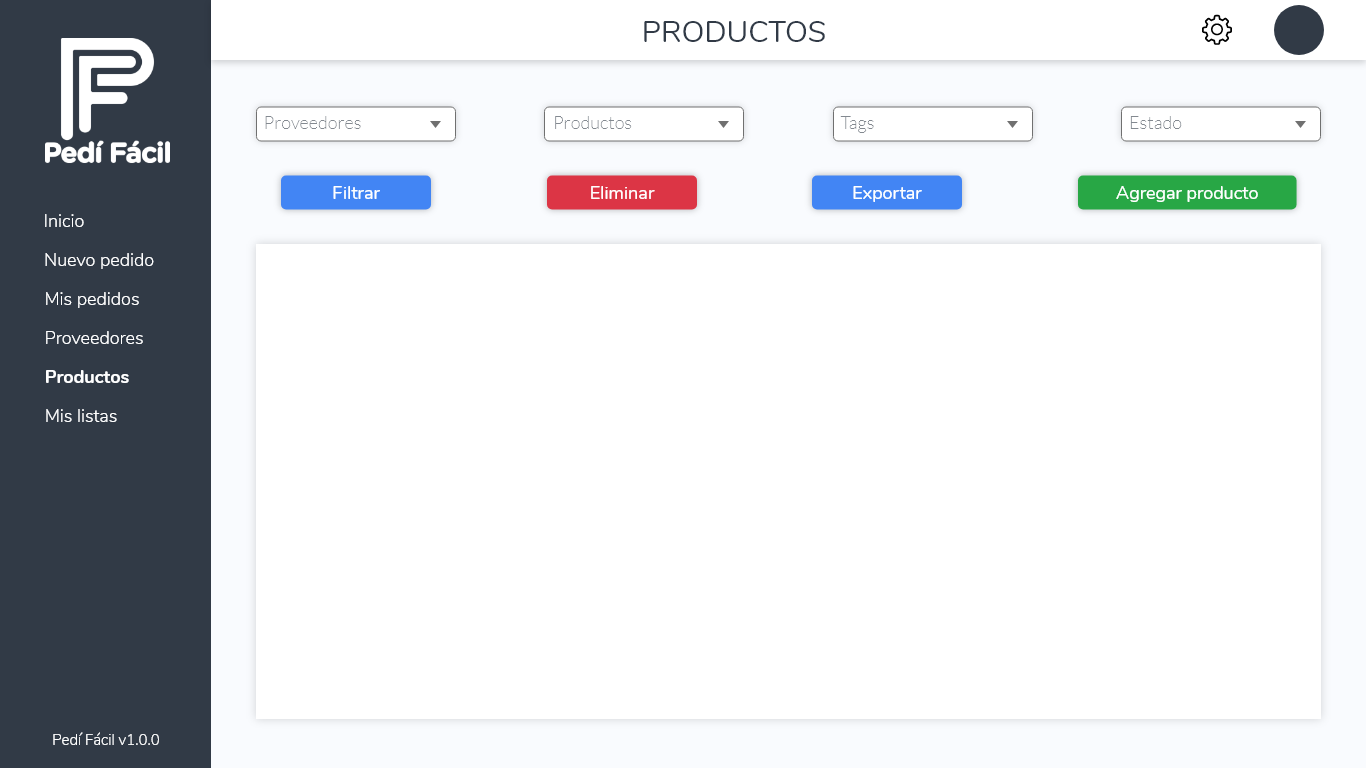 Pedí Fácil
Inicio
Nuevo pedido
Mis pedidos
Proveedores
Productos
Mis listas
Pedí Fácil v1.0.0
PRODUCTOS
Proveedores
Productos
Tags
Estado
Filtrar
Eliminar
Exportar
Agregar producto